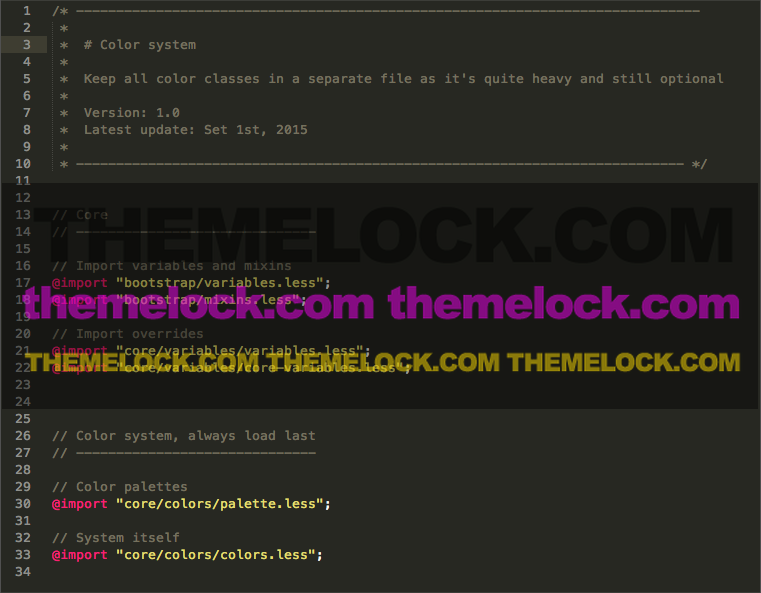 1 /* ------------------------------------------------------------------------------
2 *
3 * # Color system
4 *
5 * Keep all color classes in a separate file as it's quite heavy and still optional
6 *
7 * Version: 1.0
8 * Latest update: Set 1st, 2015
9 *
10 * ---------------------------------------------------------------------------- */
11
12
13 // Core
14 // ------------------------------
THEMELOCK.COM
15
16 // Import variables and mixins
17 @import "bootstrap/variables.less";
18 @import "bootstrap/mixins.less";
themelock.com themelock.com
19
20 // Import overrides
21 @import "core/variables/variables.less";
22 @import "core/variables/core-variables.less";
THEMELOCK.COM THEMELOCK.COM THEMELOCK.COM
23
24
25
26 // Color system, always load last
27 // ------------------------------
28
29 // Color palettes
30 @import "core/colors/palette.less";
31
32 // System itself
33 @import "core/colors/colors.less";
34